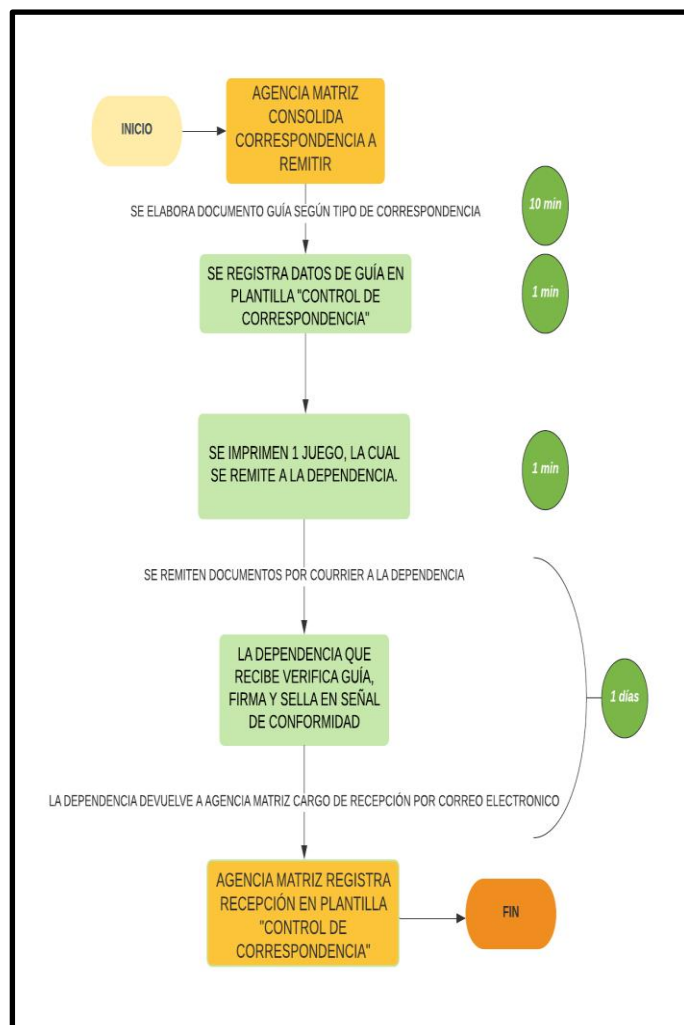 INICIO
AGENCIA MATRIZ
CONSOLIDA
CORRESPONDENCIA A
REMITIR
SE ELABORA DOCUMENTO GUÍA SEGÚN TIPO DE CORRESPONDENCIA
10 min
SE REGISTRA DATOS DE GUÍA EN
PLANTILLA "CONTROL DE
CORRESPONDENCIA"
1 min
SE IMPRIMEN 1 JUEGO, LA CUAL
SE REMITE A LA DEPENDENCIA.
1 min
SE REMITEN DOCUMENTOS POR COURRIER A LA DEPENDENCIA
LA DEPENDENCIA QUE
RECIBE VERIFICA GUÍA,
FIRMA Y SELLA EN SEÑAL
DE CONFORMIDAD
1 días
LA DEPENDENCIA DEVUELVE A AGENCIA MATRIZ CARGO DE RECEPCIÓN POR CORREO ELECTRONICO
AGENCIA MATRIZ REGISTRA
RECEPCIÓN EN PLANTILLA
"CONTROL DE
CORRESPONDENCIA"
FIN